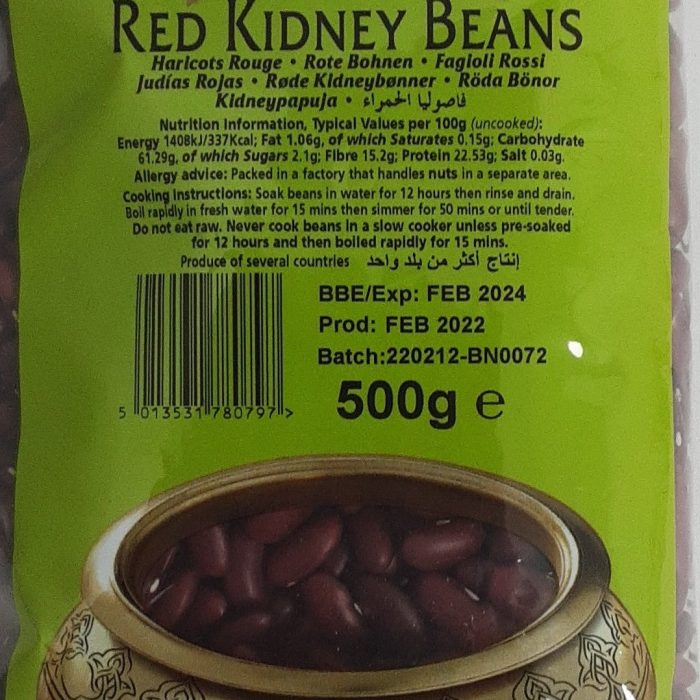 RED KIDNEY BEANS
Haricots Rouge • Rote Bohnen • Fagioli Rossi
Judías Rojas • Røde Kidneybønner • Röda Bönor
Kidneypapuja • فاصوليا الحمراء
Nutrition Information, Typical Values per 100g (uncooked):
Energy 1408kJ/337Kcal; Fat 1.06g, of which Saturates 0.15g; Carbohydrate
61.29g, of which Sugars 2.1g; Fibre 15.2g; Protein 22.53g; Salt 0.03g.
Allergy advice: Packed in a factory that handles nuts in a separate area.
Cooking Instructions: Soak beans in water for 12 hours then rinse and drain.
Boil rapidly in fresh water for 15 mins then simmer for 50 mins or until tender.
Do not eat raw. Never cook beans in a slow cooker unless pre-soaked
for 12 hours and then boiled rapidly for 15 mins.
Produce of several countries إنتاج أكثر من بلد واحد
BBE/Exp: FEB 2024
Prod: FEB 2022
Batch:220212-BN0072
5 013531 780797 >
500g e